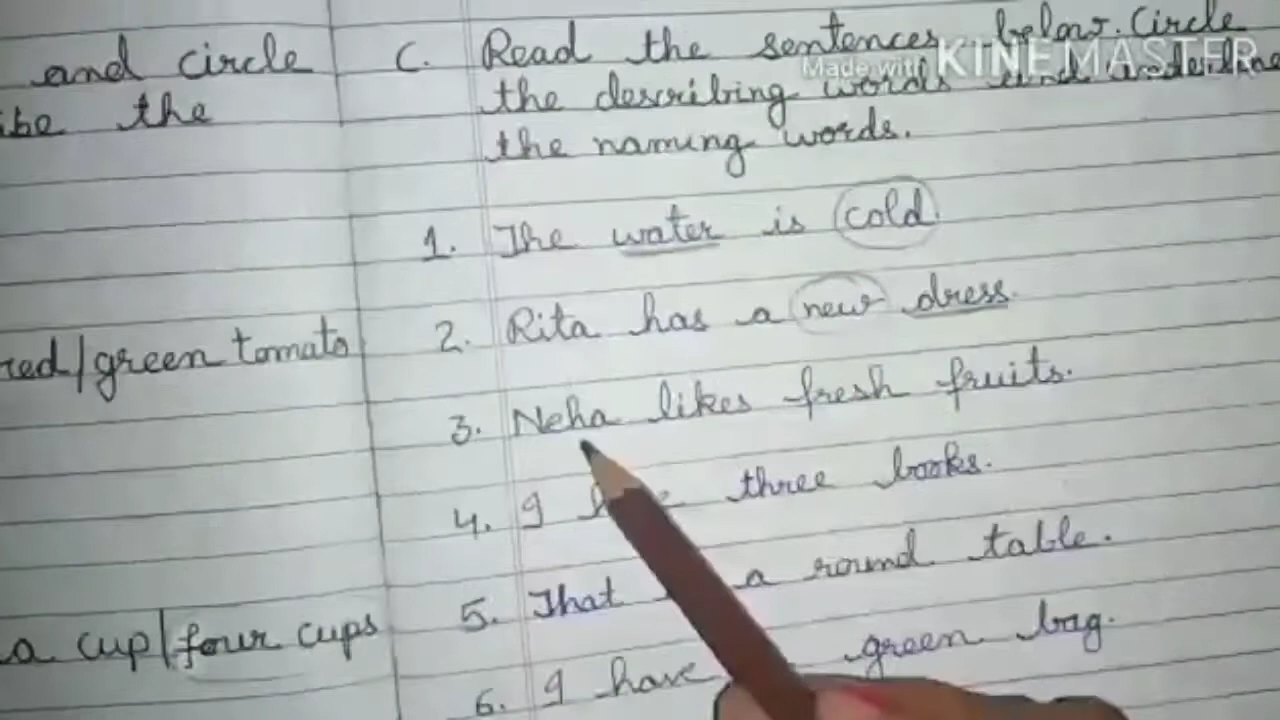 and circle
the
red/green tomato
a cup/four cups
C. Read the sentences below. Circle
the describing words and underline
the naming words.
1. The water is cold.
2. Rita has a new dress.
3. Neha likes fresh fruits.
4. I three books.
5. That a round table.
6. I have green bag.
Made with KINEMASTER